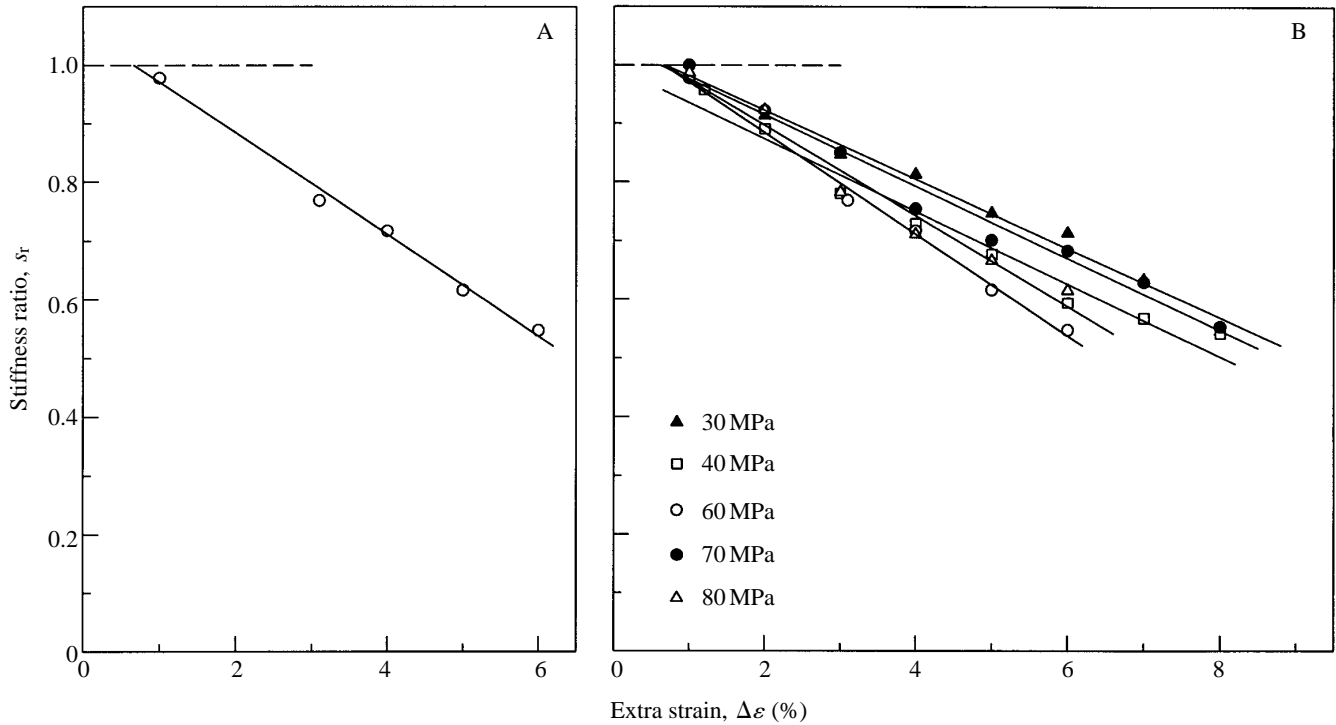 A
B
1.0
0.8
0.6
0.4
0.2
0
Stiffness ratio, sᵣ
30 MPa
40 MPa
60 MPa
70 MPa
80 MPa
0 2 4 6
0 2 4 6 8
Extra strain, Δε (%)